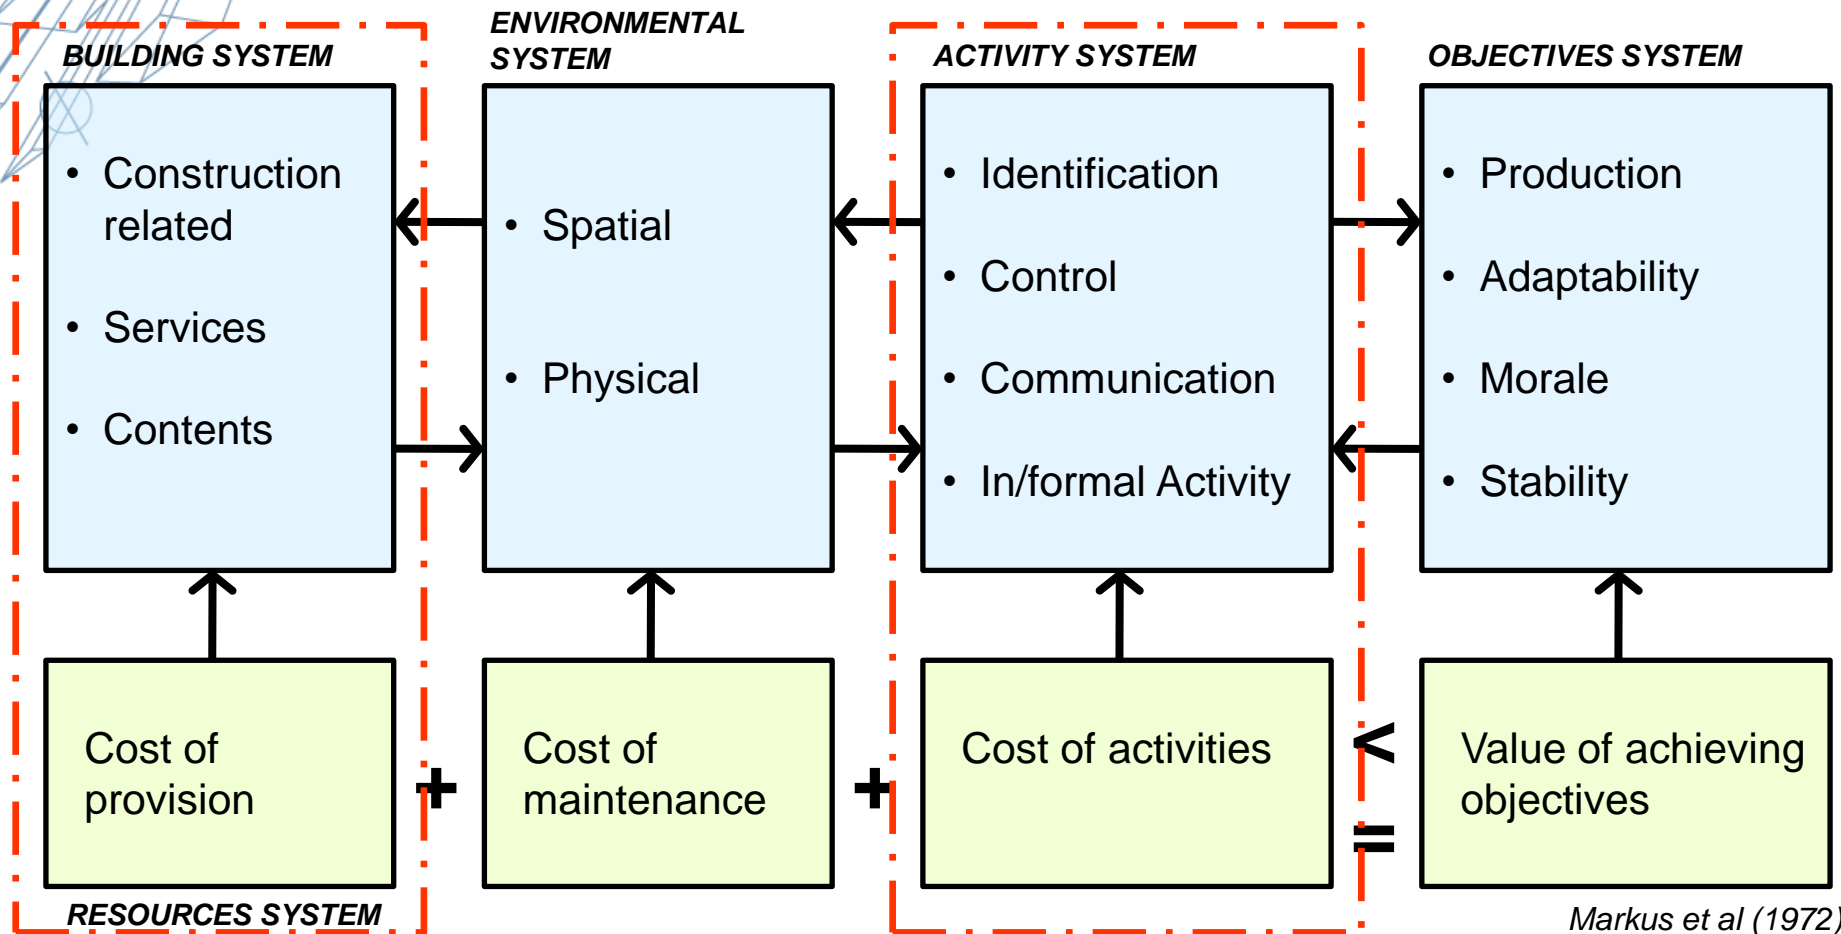 BUILDING SYSTEM
ENVIRONMENTAL
SYSTEM
ACTIVITY SYSTEM
OBJECTIVES SYSTEM
• Construction
related
• Services
• Contents
• Spatial
• Physical
• Identification
• Control
• Communication
• In/formal Activity
• Production
• Adaptability
• Morale
• Stability
Cost of
provision
+
Cost of
maintenance
+
Cost of activities
<
=
Value of achieving
objectives
RESOURCES SYSTEM
Markus et al (1972)